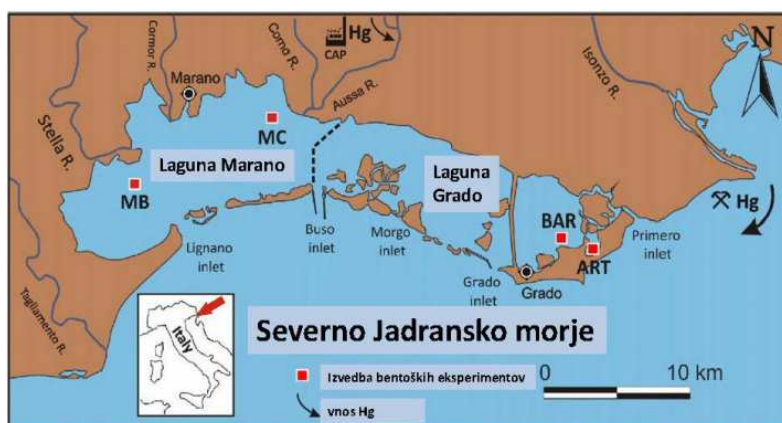 Cormor R.
Corno R.
Hg
CAP
Isonzo R.
N
Marano
Aussa R.
Stella R.
MC
Laguna Marano
Laguna
Grado
MB
BAR
Hg
Lignano
inlet
Buso
inlet
Morgo
inlet
Primero
inlet
ART
Grado
inlet
Grado
Tagliamento R.
Italy
Severno Jadransko morje
Izvedba bentoških eksperimentov
vnos Hg
0
10 km